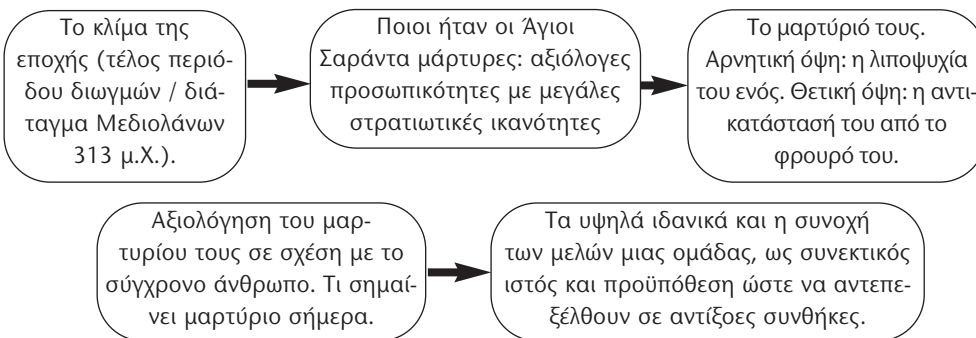 Το κλίμα της
εποχής (τέλος περιό-
δου διωγμών / διά-
ταγμα Μεδιολάνων
313 μ.Χ.).
Ποιοι ήταν οι Άγιοι
Σαράντα μάρτυρες: αξιόλογες
προσωπικότητες με μεγάλες
στρατιωτικές ικανότητες
Το μαρτύριό τους.
Αρνητική όψη: η λιποψυχία
του ενός. Θετική όψη: η αντι-
κατάστασή του από το
φρουρό του.
Αξιολόγηση του μαρ-
τυρίου τους σε σχέση με το
σύγχρονο άνθρωπο. Τι σημαί-
νει μαρτύριο σήμερα.
Τα υψηλά ιδανικά και η συνοχή
των μελών μιας ομάδας, ως συνεκτικός
ιστός και προϋπόθεση ώστε να αντεπε-
ξέλθουν σε αντίξοες συνθήκες.